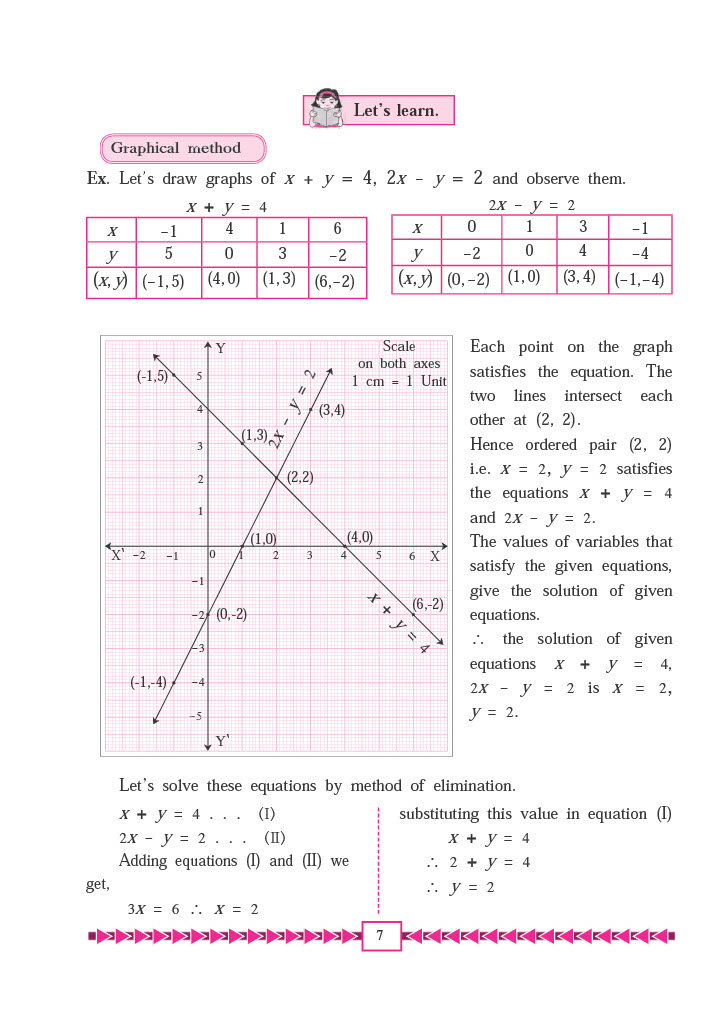 Let's learn.
Graphical method
Ex. Let's draw graphs of x + y = 4, 2x – y = 2 and observe them.
x + y = 4
x –1 4 1 6
y 5 0 3 –2
(x, y) (–1, 5) (4, 0) (1, 3) (6, –2)
2x – y = 2
x 0 1 3 –1
y –2 0 4 –4
(x, y) (0, –2) (1, 0) (3, 4) (–1, –4)
Y
Scale
on both axes
1 cm = 1 Unit
(-1,5)
5
2x – y = 2
4
(3,4)
3
(1,3)
2
(2,2)
1
(1,0)
(4,0)
X' –2 –1 0 1 2 3 4 5 6 X
–1
–2
(0,-2)
(6,-2)
x + y = 4
–3
(-1,-4)
–4
–5
Y'
Each point on the graph
satisfies the equation. The
two lines intersect each
other at (2, 2).
Hence ordered pair (2, 2)
i.e. x = 2, y = 2 satisfies
the equations x + y = 4
and 2x – y = 2.
The values of variables that
satisfy the given equations,
give the solution of given
equations.
∴ the solution of given
equations x + y = 4,
2x – y = 2 is x = 2,
y = 2.
Let's solve these equations by method of elimination.
x + y = 4 . . . (I)
2x – y = 2 . . . (II)
Adding equations (I) and (II) we
get,
3x = 6 ∴ x = 2
substituting this value in equation (I)
x + y = 4
∴ 2 + y = 4
∴ y = 2
7